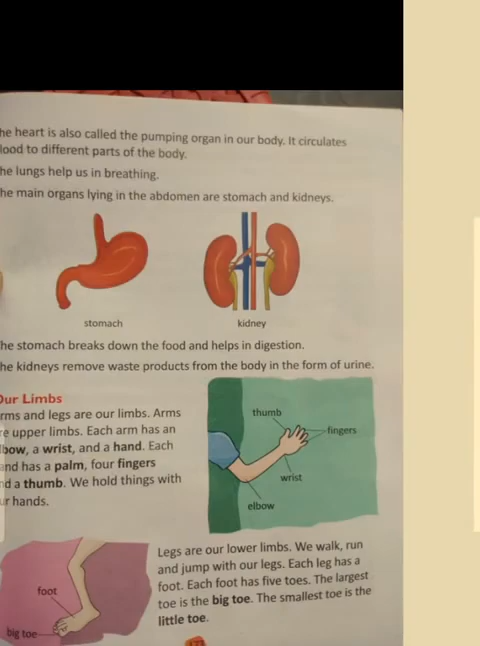 he heart is also called the pumping organ in our body. It circulates
lood to different parts of the body.
he lungs help us in breathing.
he main organs lying in the abdomen are stomach and kidneys.
stomach
kidney
he stomach breaks down the food and helps in digestion.
he kidneys remove waste products from the body in the form of urine.
Our Limbs
rms and legs are our limbs. Arms
re upper limbs. Each arm has an
lbow, a wrist, and a hand. Each
and has a palm, four fingers
nd a thumb. We hold things with
ur hands.
thumb
fingers
wrist
elbow
Legs are our lower limbs. We walk, run
and jump with our legs. Each leg has a
foot. Each foot has five toes. The largest
toe is the big toe. The smallest toe is the
little toe.
foot
big toe